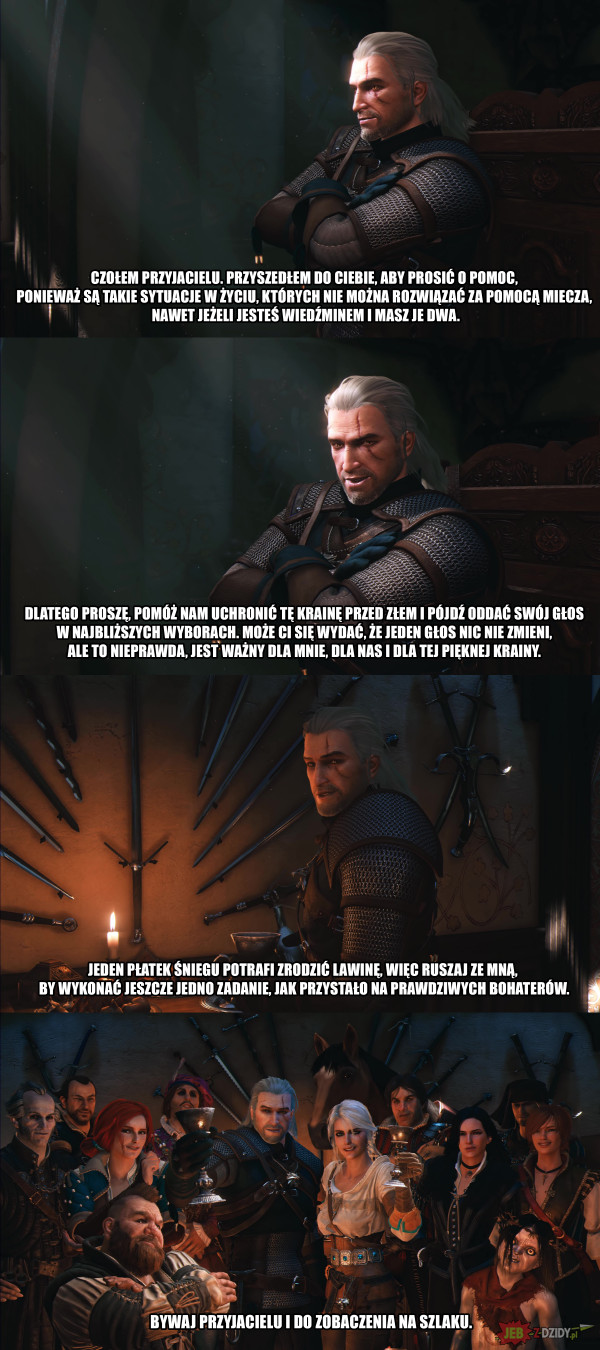 CZOŁEM PRZYJACIELU. PRZYSZEDŁEM DO CIEBIE, ABY PROSIĆ O POMOC,
PONIEWAŻ SĄ TAKIE SYTUACJE W ŻYCIU, KTÓRYCH NIE MOŻNA ROZWIĄZAĆ ZA POMOCĄ MIECZA,
NAWET JEŻELI JESTEŚ WIEDŹMINEM I MASZ JE DWA.
DLATEGO PROSZĘ, POMÓŻ NAM UCHRONIĆ TĘ KRAINĘ PRZED ZŁEM I PÓJDŹ ODDAĆ SWÓJ GŁOS
W NAJBLIŻSZYCH WYBORACH. MOŻE CI SIĘ WYDAĆ, ŻE JEDEN GŁOS NIC NIE ZMIENI,
ALE TO NIEPRAWDA, JEST WAŻNY DLA MNIE, DLA NAS I DLA TEJ PIĘKNEJ KRAINY.
JEDEN PŁATEK ŚNIEGU POTRAFI ZRODZIĆ LAWINĘ, WIĘC RUSZAJ ZE MNĄ,
BY WYKONAĆ JESZCZE JEDNO ZADANIE, JAK PRZYSTAŁO NA PRAWDZIWYCH BOHATERÓW.
BYWAJ PRZYJACIELU I DO ZOBACZENIA NA SZLAKU.
JEB-Z-DZIDY.pl